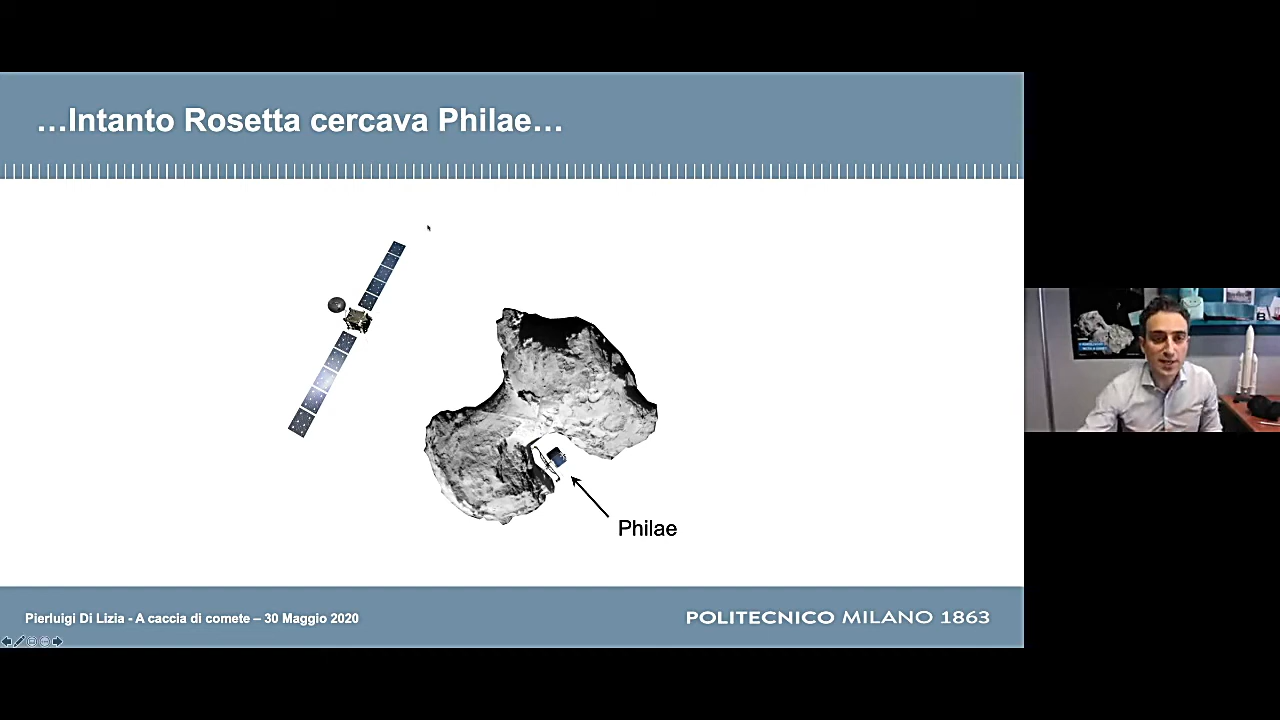 …Intanto Rosetta cercava Philae…
Philae
Pierluigi Di Lizia - A caccia di comete – 30 Maggio 2020
POLITECNICO MILANO 1863